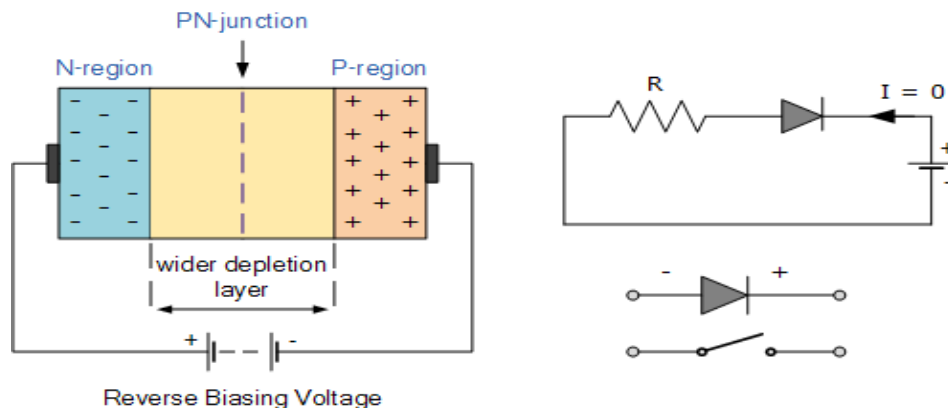 PN-junction
N-region
P-region
wider depletion
layer
+ -
Reverse Biasing Voltage
R
I = 0
+
-
- +